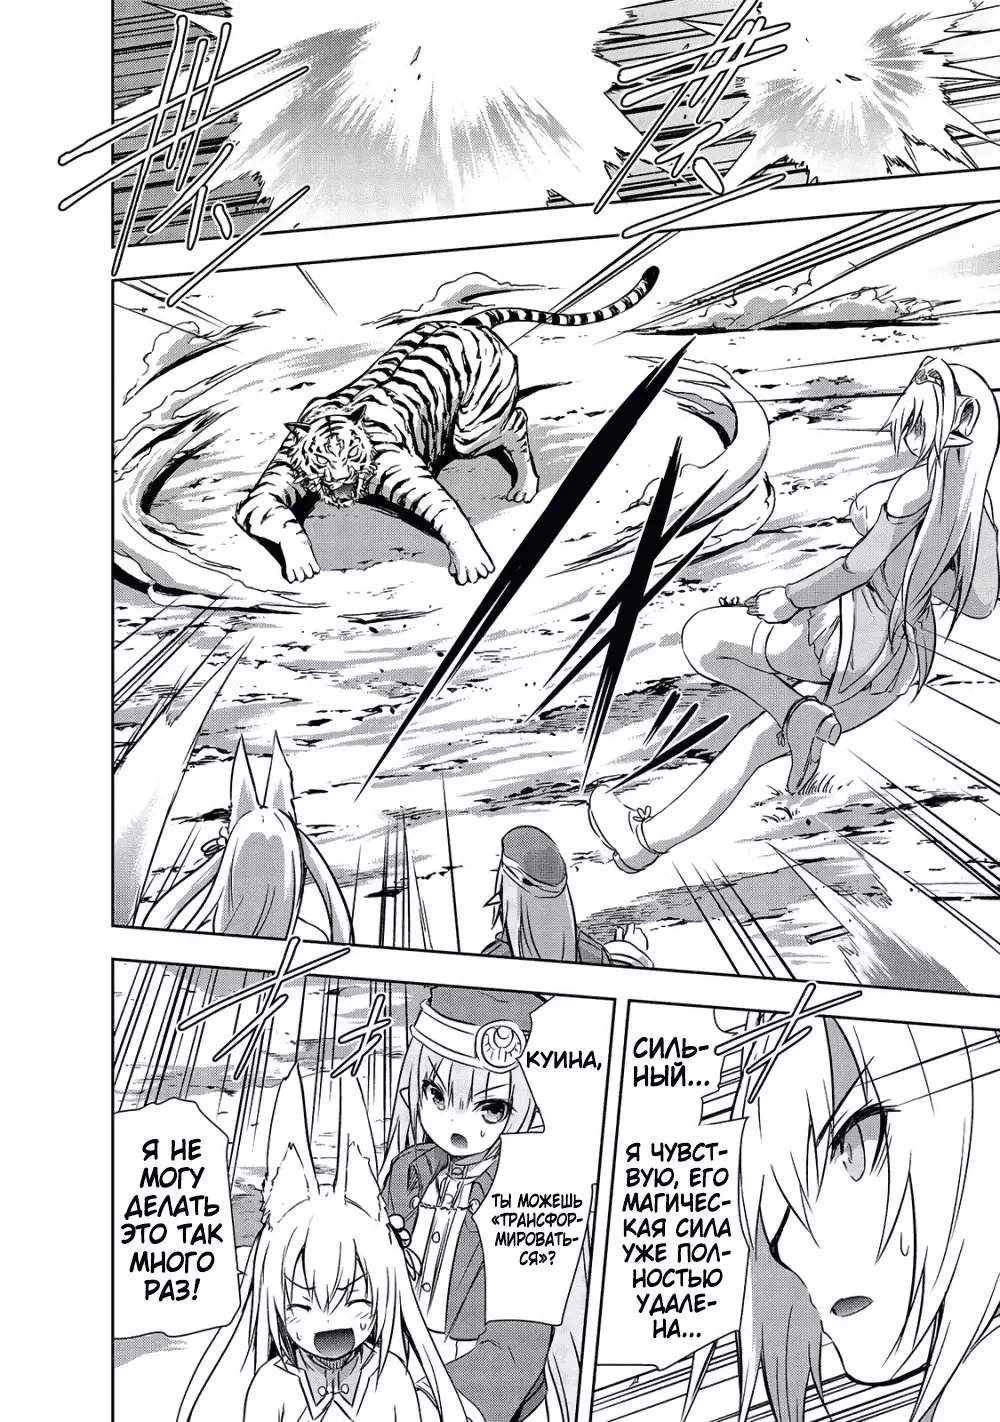 СИЛЬ-
НЫЙ...
Я ЧУВСТ-
ВУЮ, ЕГО
МАГИЧЕС-
КАЯ СИЛА
УЖЕ ПОЛ-
НОСТЬЮ
УДАЛЕ-
НА...
КУИНА,
ТЫ МОЖЕШЬ
«ТРАНСФОР-
МИРОВАТЬ-
СЯ»?
Я НЕ
МОГУ
ДЕЛАТЬ
ЭТО ТАК
МНОГО
РАЗ!